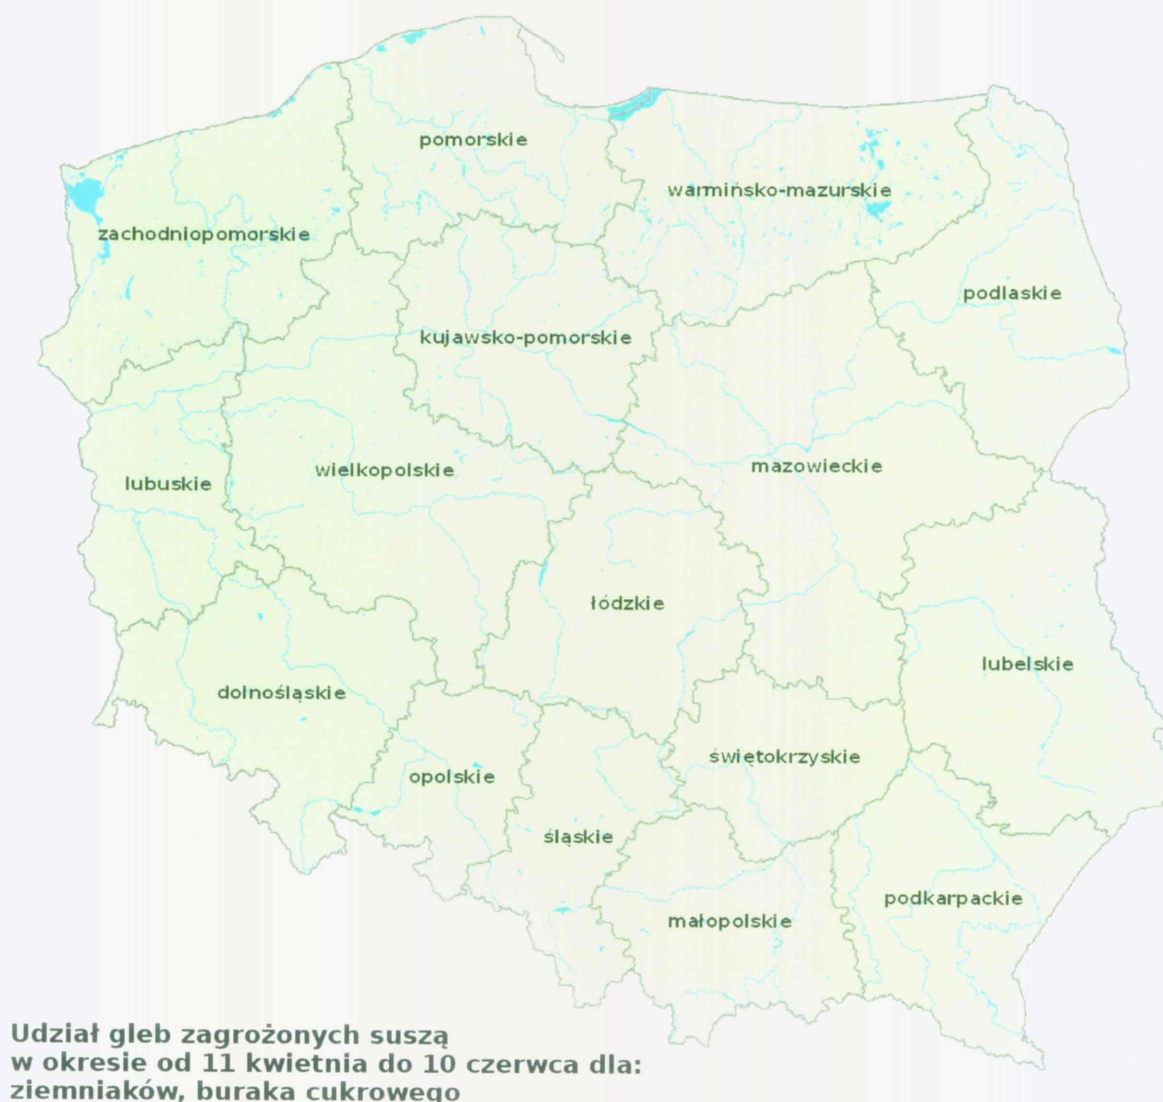 pomorskie
warmińsko-mazurskie
zachodniopomorskie
podlaskie
kujawsko-pomorskie
wielkopolskie
mazowieckie
lubuskie
łódzkie
lubelskie
dolnośląskie
świętokrzyskie
opolskie
śląskie
podkarpackie
małopolskie
Udział gleb zagrożonych suszą
w okresie od 11 kwietnia do 10 czerwca dla:
ziemniaków, buraka cukrowego